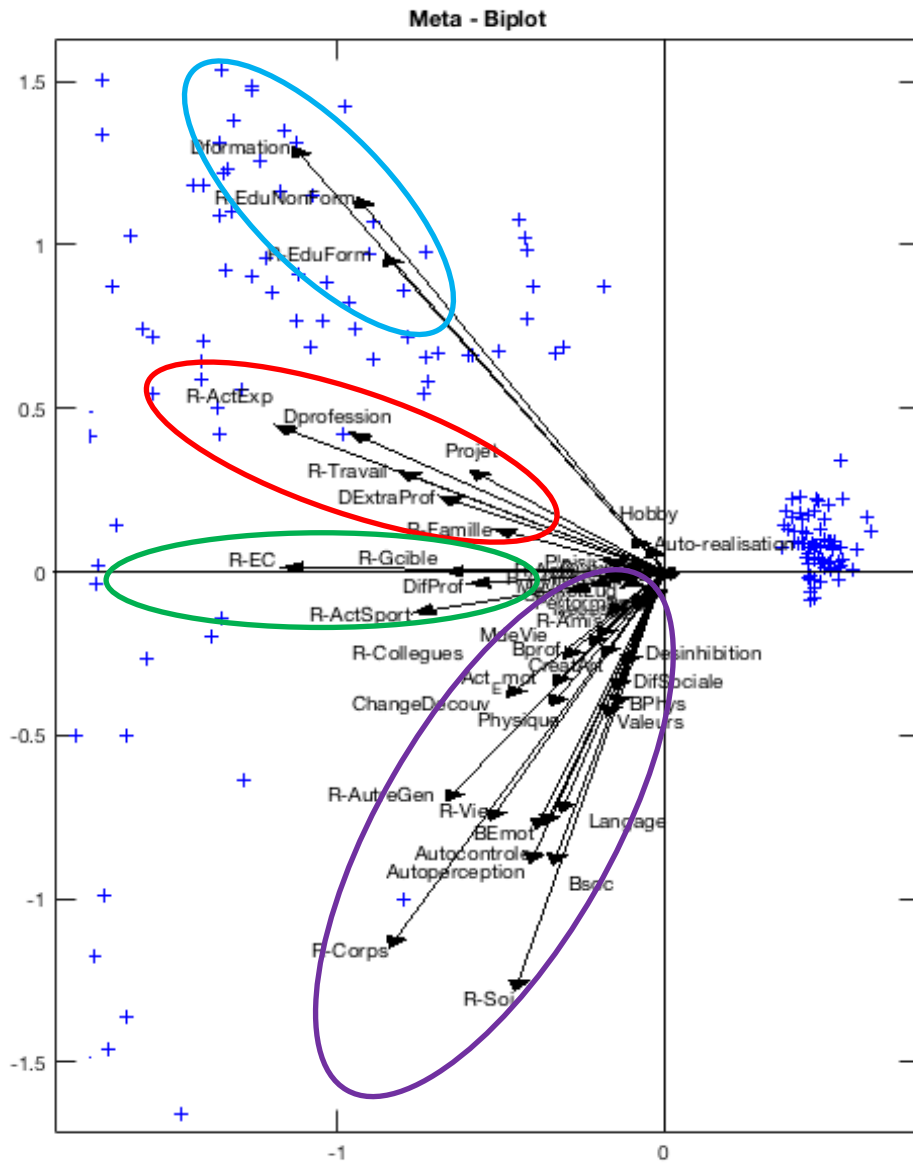 Meta - Biplot
1.5
Dformation
R-EduNonForm
1
R-EduForm
0.5
R-ActExp
Dprofession
Projet
R-Travail
DExtraProf
Hobby
R-Famille
Auto-realisation
R-EC
R-Gcible
0
DifProf
R-ActSport
R-Amis
MdeVie
R-Collegues
Bprof
Desinhibition
CreatArt
Act_mot
DifSociale
E
ChangeDecouv
BPHys
Physique
Valeurs
-0.5
R-AutreGen
R-Vie
Langage
BEmot
Autocontrole
Autoperception
Bsoc
-1
R-Corps
R-Soi
-1.5
-1
0